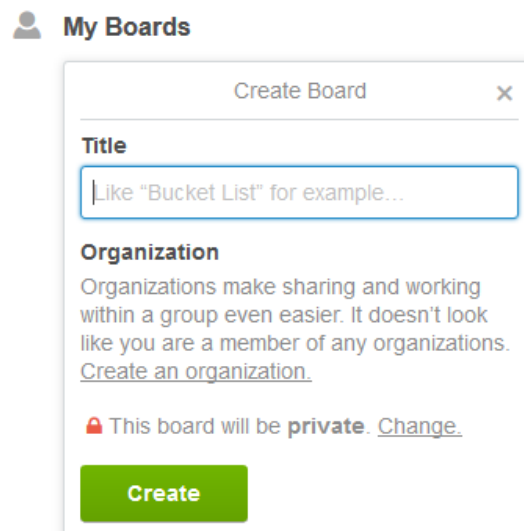 My Boards
Create Board ×
Title
Like “Bucket List” for example…
Organization
Organizations make sharing and working
within a group even easier. It doesn’t look
like you are a member of any organizations.
Create an organization.
This board will be private. Change.
Create